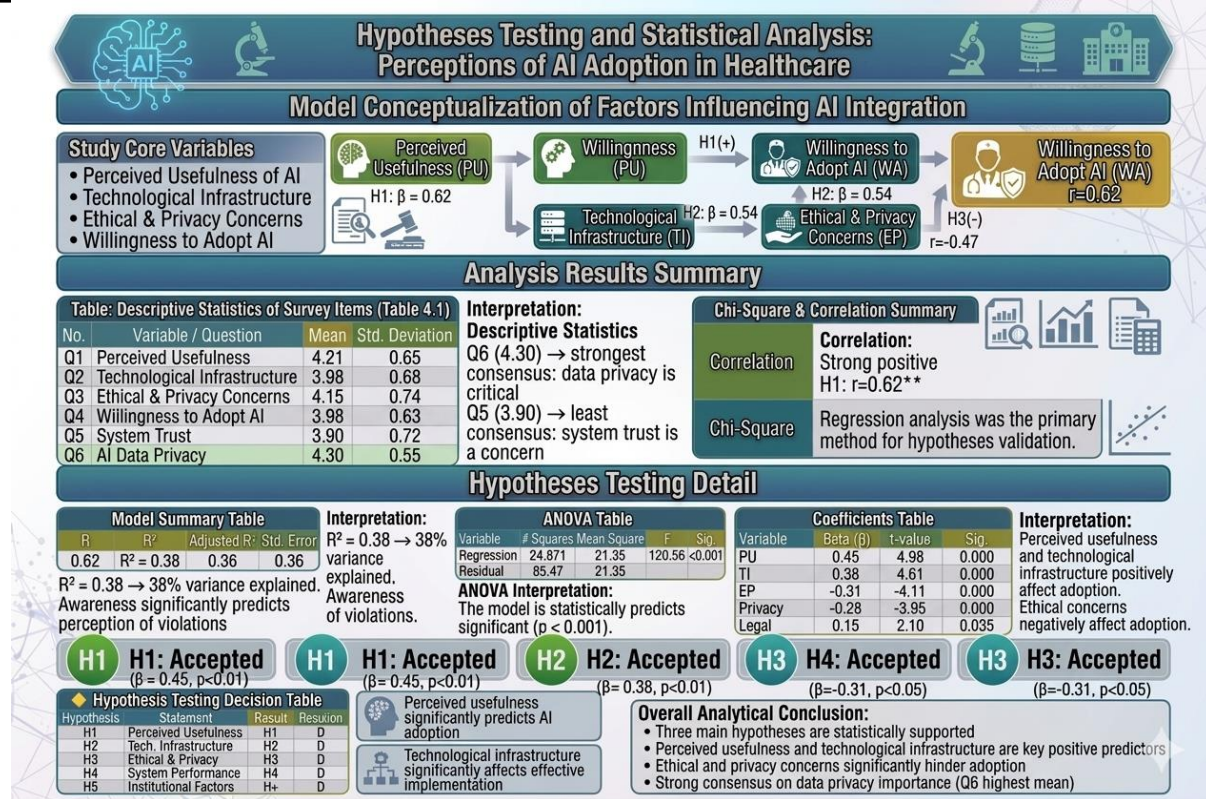 Hypotheses Testing and Statistical Analysis:
Perceptions of AI Adoption in Healthcare
AI
Model Conceptualization of Factors Influencing AI Integration
Study Core Variables
• Perceived Usefulness of AI
• Technological Infrastructure
• Ethical & Privacy Concerns
• Willingness to Adopt AI
Perceived
Usefulness (PU)
H1: β = 0.62
Willingnness
(PU)
H1(+)
Willingness to
Adopt AI (WA)
H2: β = 0.54
Technological
Infrastructure (TI)
H2: β = 0.54
Ethical & Privacy
Concerns (EP)
H3(-)
r=-0.47
Willingness to
Adopt AI (WA)
r=0.62
Analysis Results Summary
Table: Descriptive Statistics of Survey Items (Table 4.1)
No. Variable / Question Mean Std. Deviation
Q1 Perceived Usefulness 4.21 0.65
Q2 Technological Infrastructure 3.98 0.68
Q3 Ethical & Privacy Concerns 4.15 0.74
Q4 Willingness to Adopt AI 3.98 0.63
Q5 System Trust 3.90 0.72
Q6 AI Data Privacy 4.30 0.55
Interpretation:
Descriptive Statistics
Q6 (4.30) → strongest
consensus: data privacy is
critical
Q5 (3.90) → least
consensus: system trust is
a concern
Chi-Square & Correlation Summary
Correlation
Correlation:
Strong positive
H1: r=0.62**
Chi-Square
Regression analysis was the primary
method for hypotheses validation.
Hypotheses Testing Detail
Model Summary Table
R R² Adjusted R² Std. Error
0.62 R² = 0.38 0.36 0.36
R² = 0.38 → 38% variance explained.
Awareness significantly predicts
perception of violations
Interpretation:
R² = 0.38 → 38%
variance
explained.
Awareness
of violations.
ANOVA Table
Variable # Squares Mean Square F Sig.
Regression 24.871 21.35 120.56 <0.001
Residual 85.47 21.35
ANOVA Interpretation:
The model is statistically predicts
significant (p < 0.001).
Coefficients Table
Variable Beta (β) t-value Sig.
PU 0.45 4.98 0.000
TI 0.38 4.61 0.000
EP -0.31 -4.11 0.000
Privacy -0.28 -3.95 0.000
Legal 0.15 2.10 0.035
Interpretation:
Perceived usefulness
and technological
infrastructure positively
affect adoption.
Ethical concerns
negatively affect adoption.
H1 H1: Accepted
(β = 0.45, p<0.01)
H1 H1: Accepted
(β= 0.45, p<0.01)
H2 H2: Accepted
(β= 0.38, p<0.01)
H3 H4: Accepted
(β=-0.31, p<0.05)
H3 H3: Accepted
(β=-0.31, p<0.05)
Hypothesis Testing Decision Table
Hypothesis Statemsnt Rasult Resution
H1 Perceived Usefulness H1 D
H2 Tech. Infrastructure H2 D
H3 Ethical & Privacy H3 D
H4 System Performance H4 D
H5 Institutional Factors H+ D
Perceived usefulness
significantly predicts AI
adoption
Technological infrastructure
significantly affects effective
implementation
Overall Analytical Conclusion:
• Three main hypotheses are statistically supported
• Perceived usefulness and technological infrastructure are key positive predictors
• Ethical and privacy concerns significantly hinder adoption
• Strong consensus on data privacy importance (Q6 highest mean)